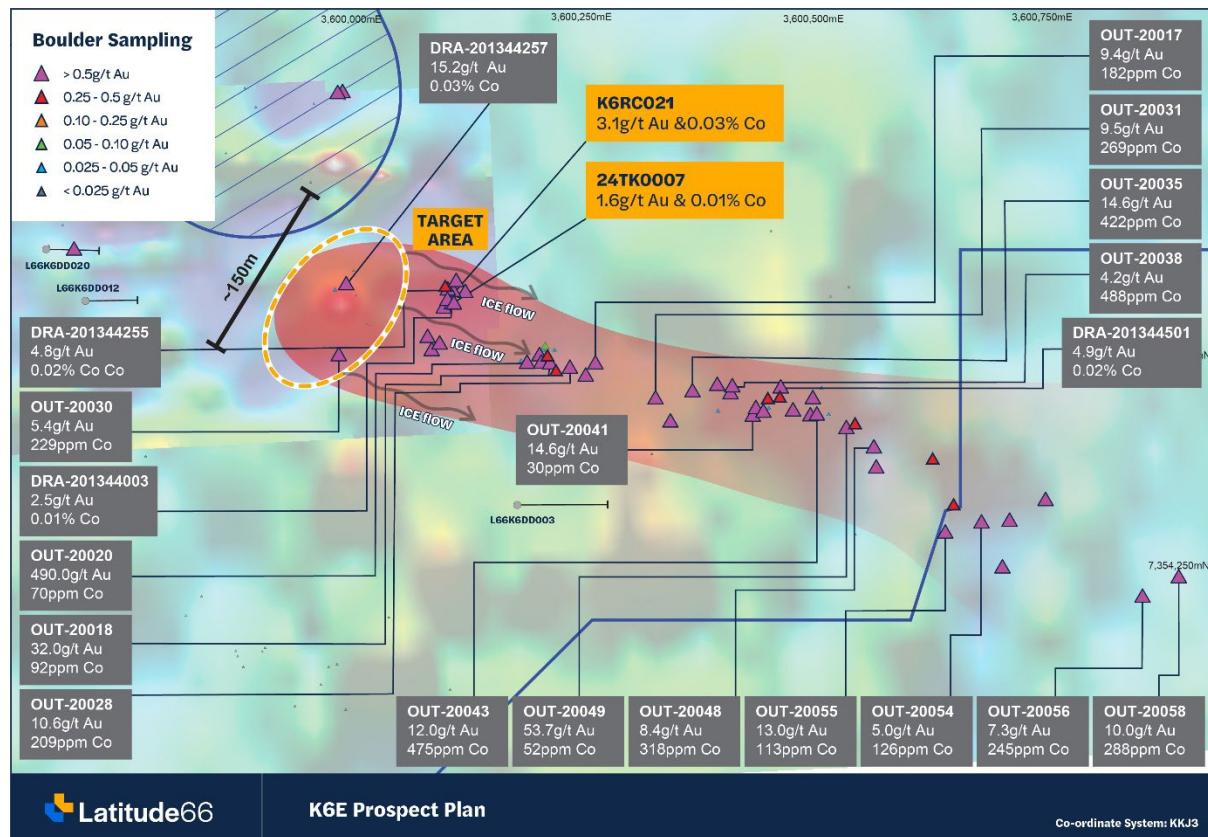 3,600,000mE
3,600,250mE
3,600,500mE
3,600,750mE
Boulder Sampling
> 0.5g/t Au
0.25 - 0.5 g/t Au
0.10 - 0.25 g/t Au
0.05 - 0.10 g/t Au
0.025 - 0.05 g/t Au
< 0.025 g/t Au
DRA-201344257
15.2g/t Au
0.03% Co
K6RC021
3.1g/t Au &0.03% Co
24TK0007
1.6g/t Au & 0.01% Co
OUT-20017
9.4g/t Au
182ppm Co
OUT-20031
9.5g/t Au
269ppm Co
OUT-20035
14.6g/t Au
422ppm Co
OUT-20038
4.2g/t Au
488ppm Co
DRA-201344501
4.9g/t Au
0.02% Co
TARGET
AREA
~150m
L66K6DD020
L66K6DD012
ICE flow
ICE flow
ICE flow
DRA-201344255
4.8g/t Au
0.02% Co Co
OUT-20030
5.4g/t Au
229ppm Co
DRA-201344003
2.5g/t Au
0.01% Co
OUT-20020
490.0g/t Au
70ppm Co
OUT-20018
32.0g/t Au
92ppm Co
OUT-20028
10.6g/t Au
209ppm Co
OUT-20041
14.6g/t Au
30ppm Co
L66K6DD003
7,354,250mN
OUT-20043
12.0g/t Au
475ppm Co
OUT-20049
53.7g/t Au
52ppm Co
OUT-20048
8.4g/t Au
318ppm Co
OUT-20055
13.0g/t Au
113ppm Co
OUT-20054
5.0g/t Au
126ppm Co
OUT-20056
7.3g/t Au
245ppm Co
OUT-20058
10.0g/t Au
288ppm Co
Latitude66
K6E Prospect Plan
Co-ordinate System: KKJ3